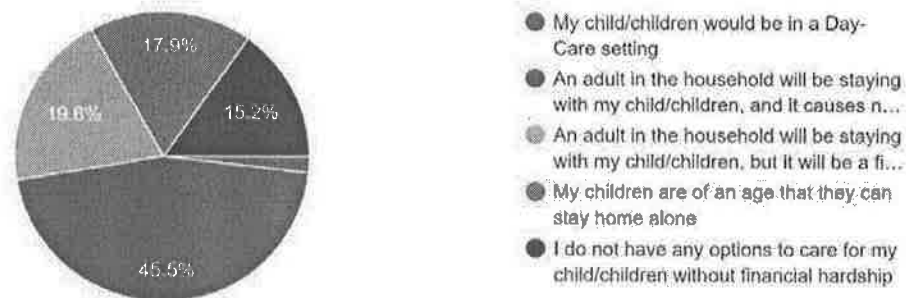 17.9%
15.2%
19.6%
45.5%
My child/children would be in a Day-
Care setting
An adult in the household will be staying
with my child/children, and it causes n...
An adult in the household will be staying
with my child/children, but it will be a fi...
My children are of an age that they can
stay home alone
I do not have any options to care for my
child/children without financial hardship